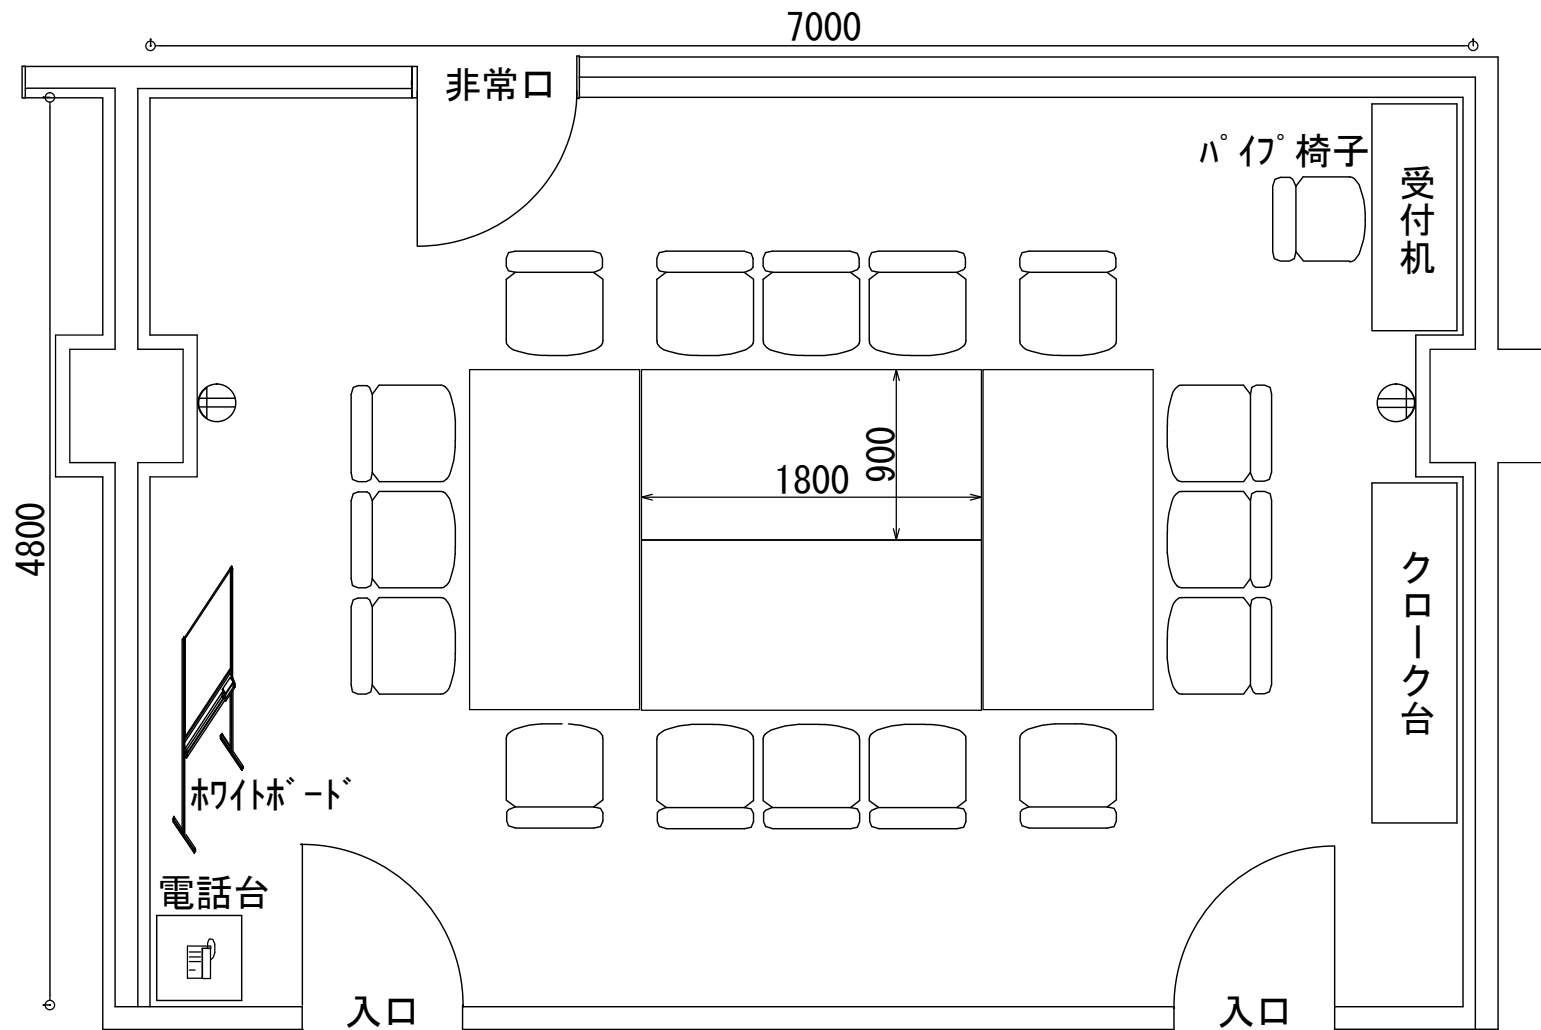 7000
非常口
ﾊﾟｲﾌﾟ椅子
受付机
900
1800
4800
クローク台
ﾎﾜｲﾄﾎﾞｰﾄﾞ
電話台
入口
入口